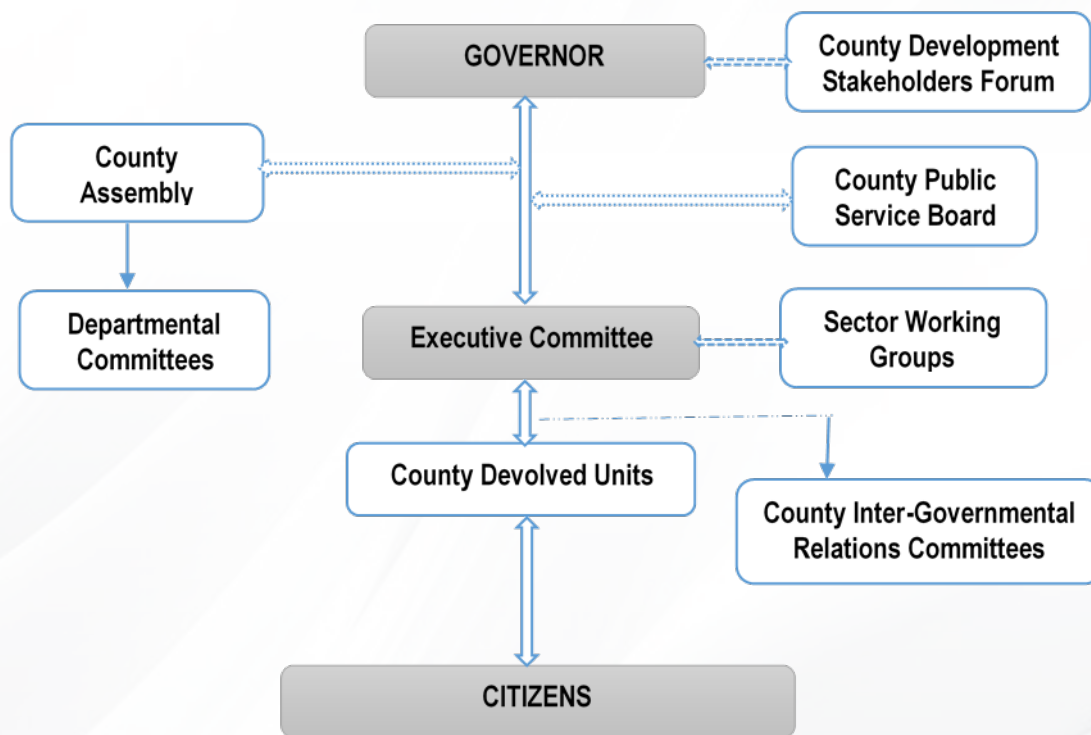 GOVERNOR
County Development
Stakeholders Forum
County
Assembly
County Public
Service Board
Departmental
Committees
Executive Committee
Sector Working
Groups
County Devolved Units
County Inter-Governmental
Relations Committees
CITIZENS